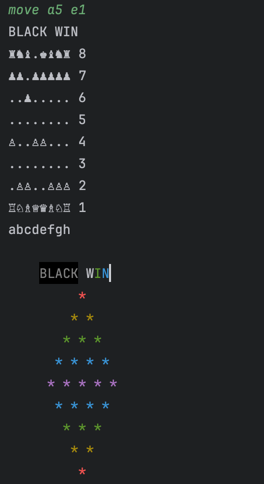 move a5 e1
BLACK WIN
♜♞♝.♚♝♞♜ 8
♟♟.♟♟♟♟♟ 7
..♟..... 6
........ 5
♙..♙♙... 4
........ 3
.♙♙..♙♙♙ 2
♖♘♗♕♛♗♘♖ 1
abcdefgh
BLACK WIN
*
* *
* * *
* * * *
* * * * *
* * * *
* * *
* *
*